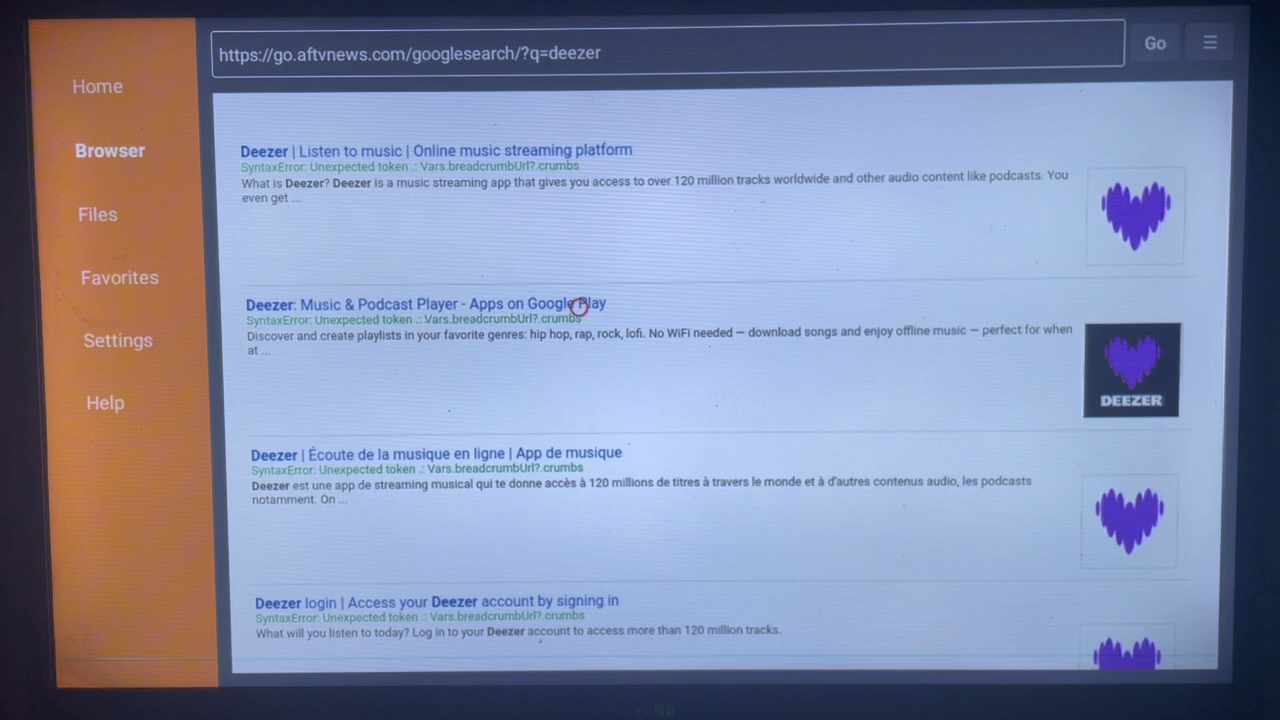 https://go.aftvnews.com/googlesearch/?q=deezer
Go
☰
Home
Browser
Files
Favorites
Settings
Help
Deezer | Listen to music | Online music streaming platform
SyntaxError: Unexpected token .: Vars.breadcrumbUrl?.crumbs
What is Deezer? Deezer is a music streaming app that gives you access to over 120 million tracks worldwide and other audio content like podcasts. You
even get ...
Deezer: Music & Podcast Player - Apps on Google Play
SyntaxError: Unexpected token .: Vars.breadcrumbUrl?.crumbs
Discover and create playlists in your favorite genres: hip hop, rap, rock, lofi. No WiFi needed — download songs and enjoy offline music — perfect for when
at ...
DEEZER
Deezer | Écoute de la musique en ligne | App de musique
SyntaxError: Unexpected token .: Vars.breadcrumbUrl?.crumbs
Deezer est une app de streaming musical qui te donne accès à 120 millions de titres à travers le monde et à d'autres contenus audio, les podcasts
notamment. On ...
Deezer login | Access your Deezer account by signing in
SyntaxError: Unexpected token .: Vars.breadcrumbUrl?.crumbs
What will you listen to today? Log in to your Deezer account to access more than 120 million tracks.